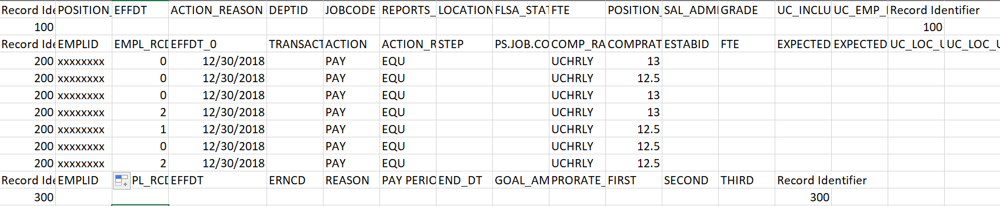 Record Ide POSITION_ EFFDT ACTION_REASON DEPTID JOBCODE REPORTS_ LOCATION FLSA_STAT FTE POSITION_ SAL_ADMI GRADE UC_INCLU UC_EMP_ Record Identifier
100 100
Record Ide EMPLID EMPL_RCD EFFDT_0 TRANSACT ACTION ACTION_R STEP PS.JOB.CO COMP_RA COMPRAT ESTABID FTE EXPECTED EXPECTED UC_LOC_U UC_LOC_U
200 xxxxxxxx 0 12/30/2018 PAY EQU UCHRLY 13
200 xxxxxxxx 0 12/30/2018 PAY EQU UCHRLY 12.5
200 xxxxxxxx 0 12/30/2018 PAY EQU UCHRLY 13
200 xxxxxxxx 2 12/30/2018 PAY EQU UCHRLY 13
200 xxxxxxxx 1 12/30/2018 PAY EQU UCHRLY 12.5
200 xxxxxxxx 0 12/30/2018 PAY EQU UCHRLY 12.5
200 xxxxxxxx 2 12/30/2018 PAY EQU UCHRLY 12.5
Record Ide EMPLID PL_RCD EFFDT ERNCD REASON PAY PERIO END_DT GOAL_AM PRORATE_ FIRST SECOND THIRD Record Identifier
300 300